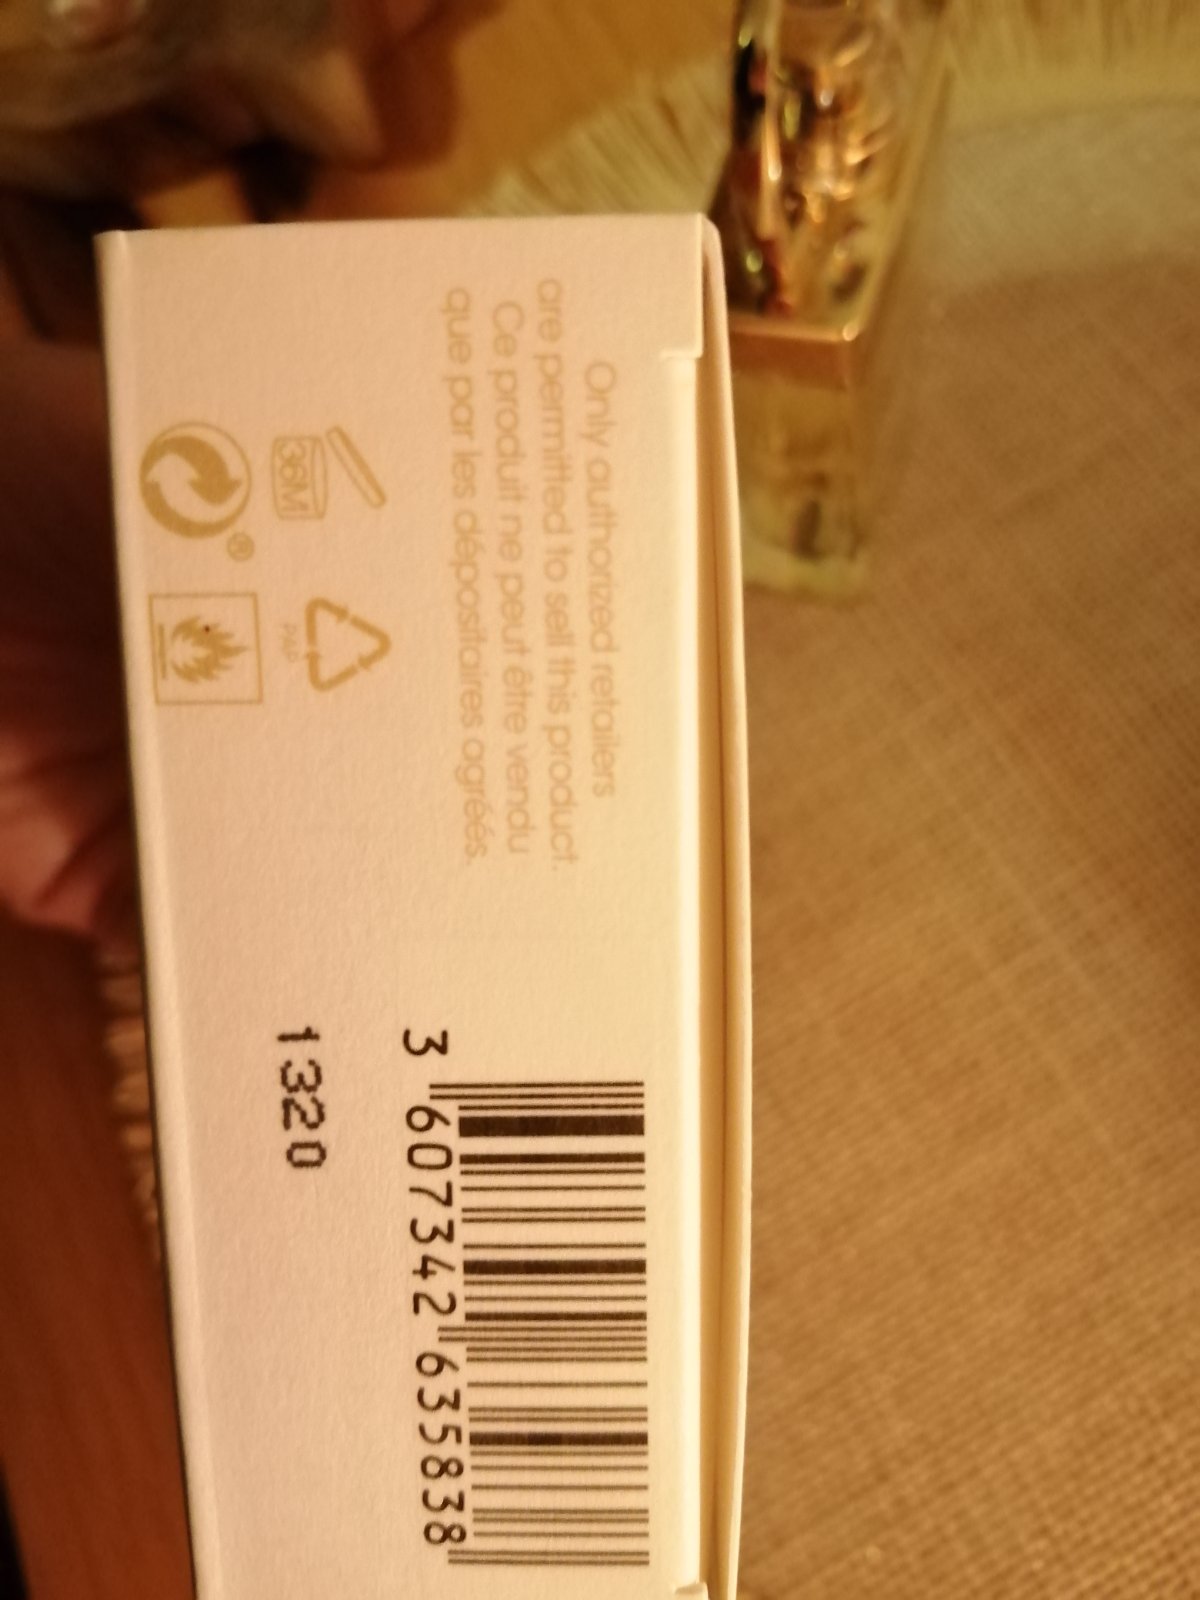 Only authorized retailers
are permitted to sell this product.
Ce produit ne peut être vendu
que par les dépositaires agréés.
36M
PAP
®
3 607342 635838
1320